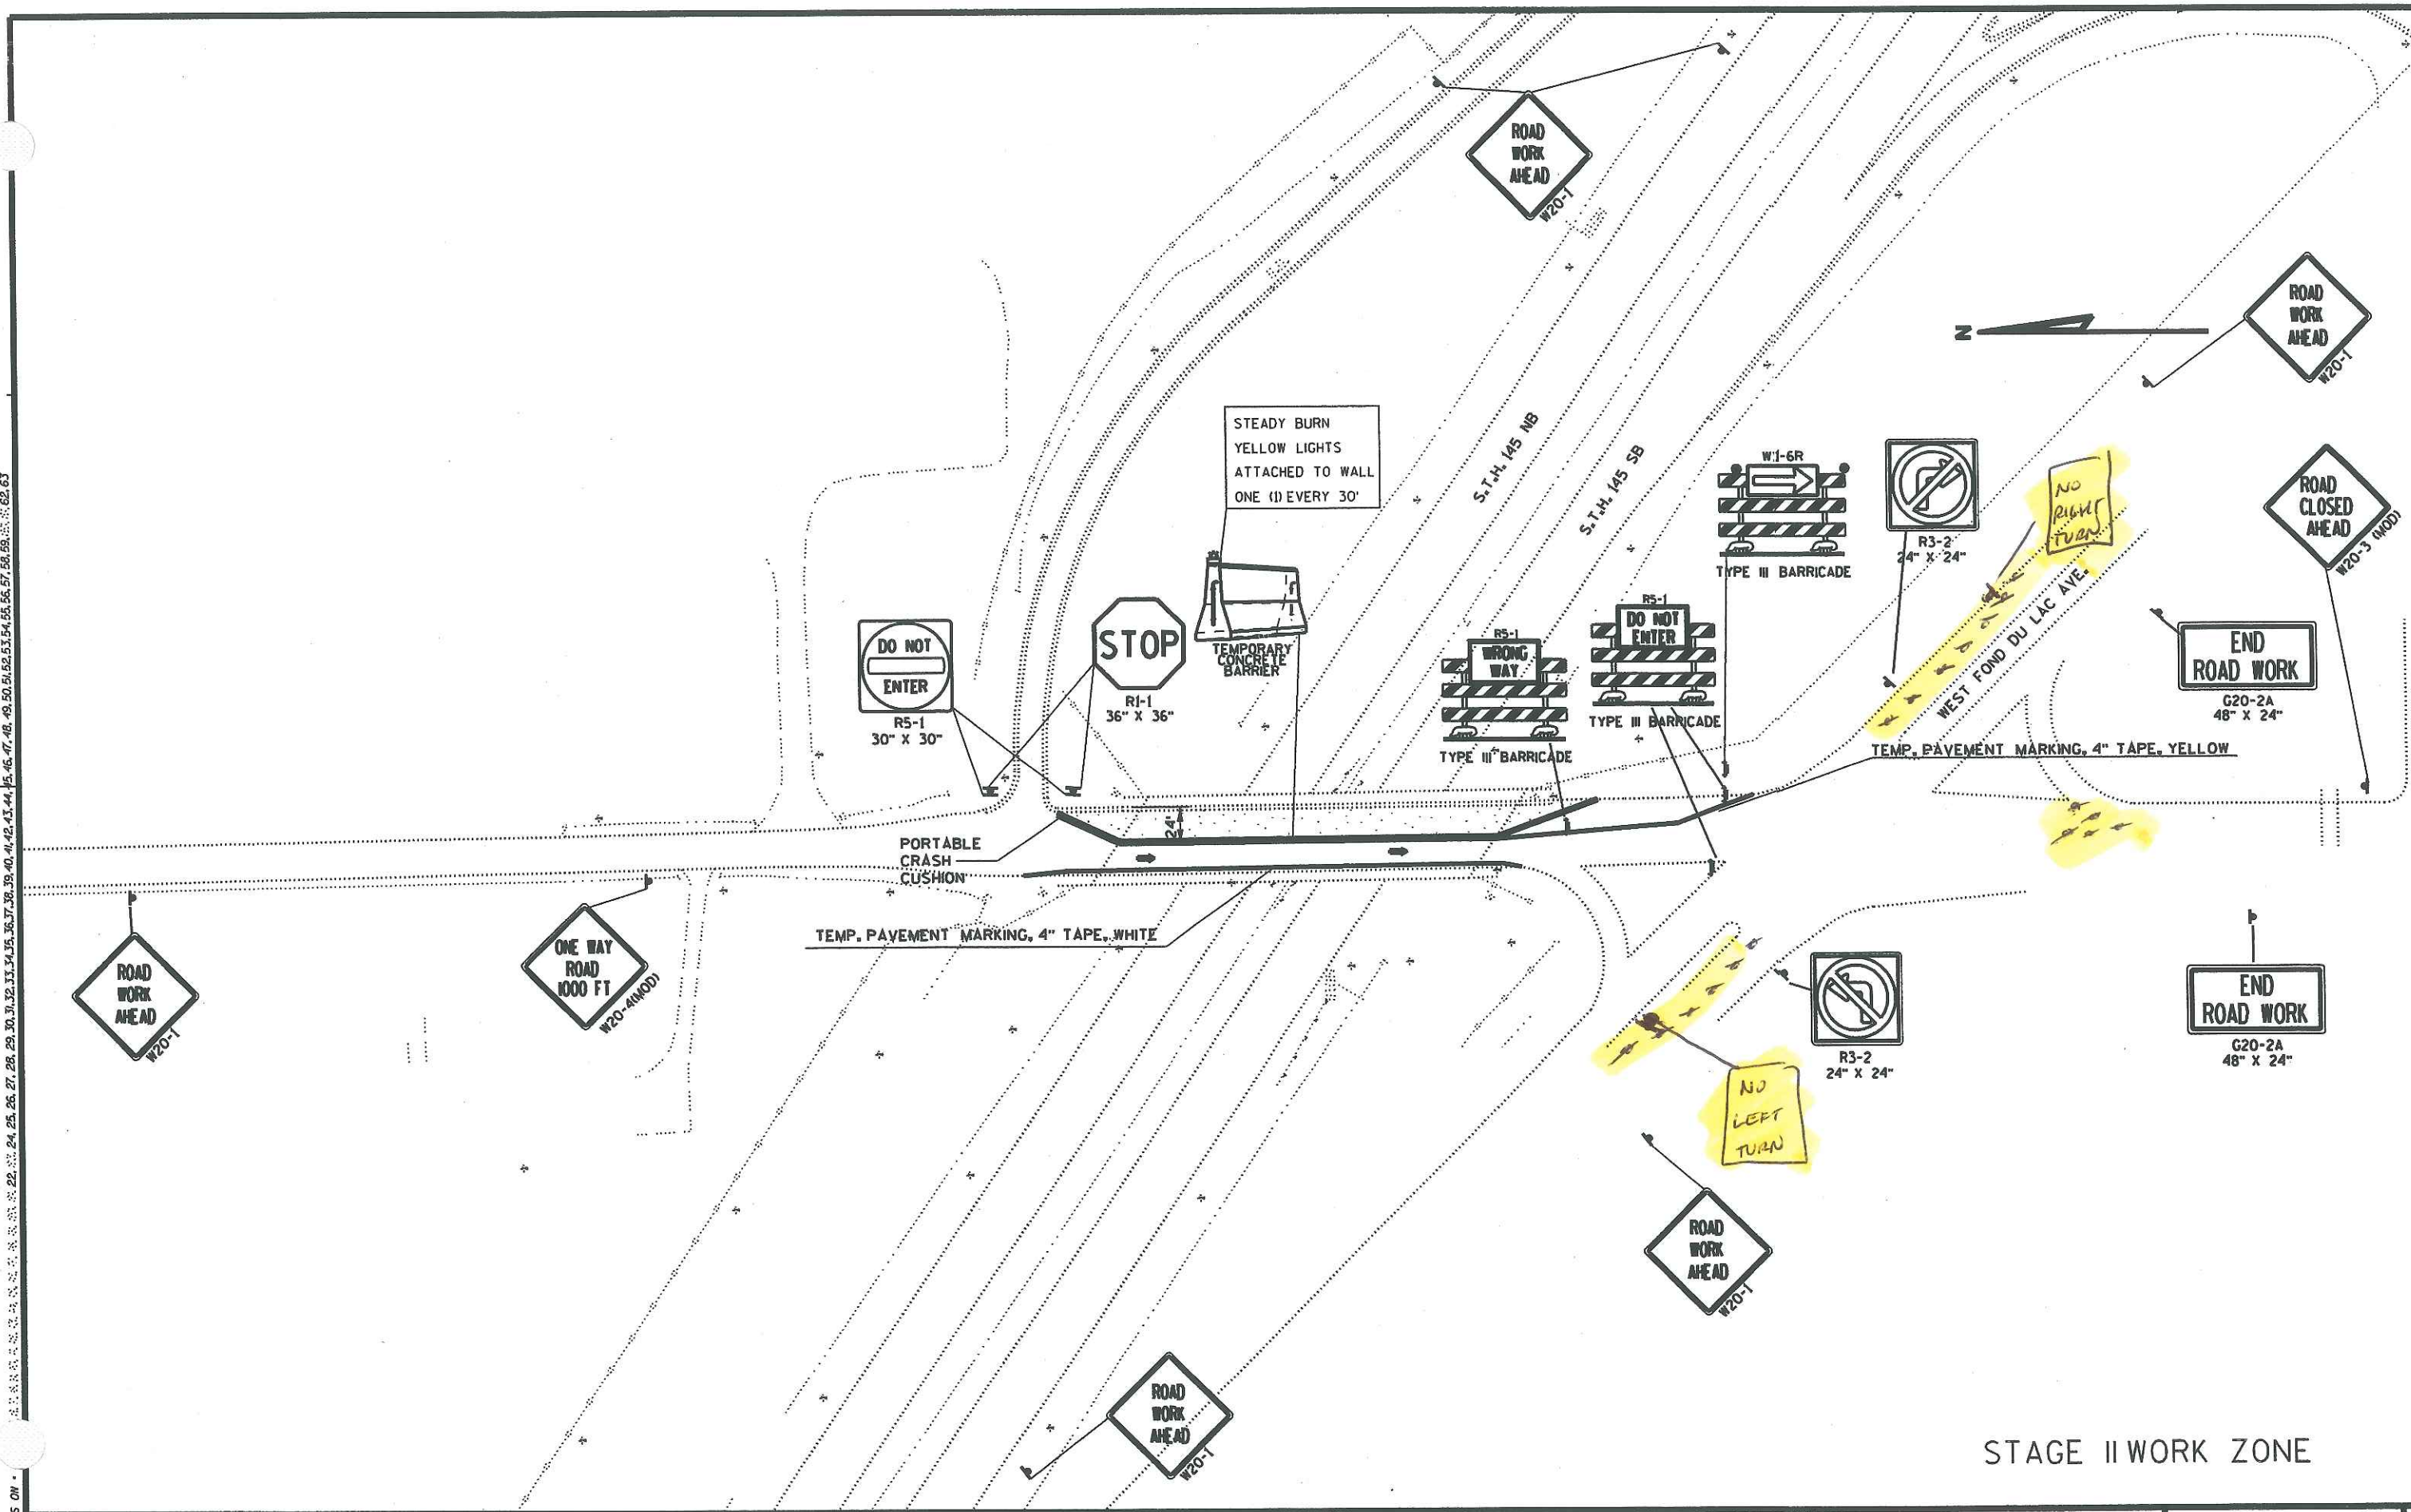 ROAD
WORK
AHEAD
W20-1
N
ROAD
WORK
AHEAD
W20-1
STEADY BURN
YELLOW LIGHTS
ATTACHED TO WALL
ONE (1) EVERY 30'
S.T.H. 145 NB
S.T.H. 145 SB
W1-6R
TYPE III BARRICADE
R3-2
24" X 24"
NO
RIGHT
TURN
ROAD
CLOSED
AHEAD
W20-3 (MOD)
WEST FOND DU LAC AVE.
DO NOT
ENTER
R5-1
30" X 30"
STOP
R1-1
36" X 36"
TEMPORARY
CONCRETE
BARRIER
R5-1
WRONG
WAY
TYPE III BARRICADE
R5-1
DO NOT
ENTER
TYPE III BARRICADE
END
ROAD WORK
G20-2A
48" X 24"
TEMP. PAVEMENT MARKING, 4" TAPE, YELLOW
24'
PORTABLE
CRASH
CUSHION
TEMP. PAVEMENT MARKING, 4" TAPE, WHITE
ROAD
WORK
AHEAD
W20-1
ONE WAY
ROAD
1000 FT
W20-4(MOD)
R3-2
24" X 24"
END
ROAD WORK
G20-2A
48" X 24"
NO
LEFT
TURN
ROAD
WORK
AHEAD
W20-1
ROAD
WORK
AHEAD
W20-1
STAGE II WORK ZONE